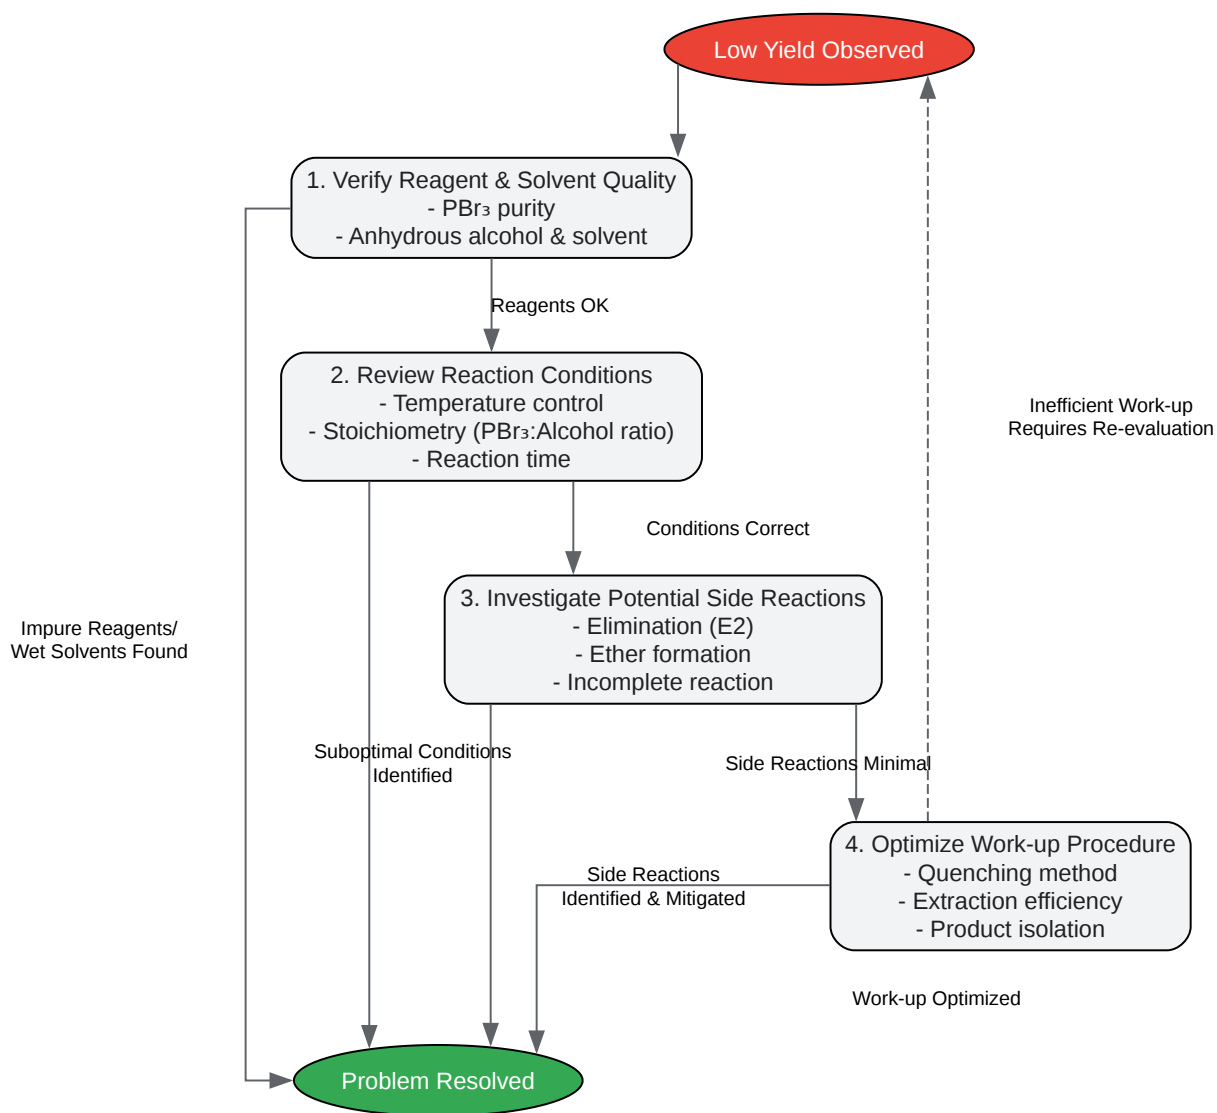 Low Yield Observed
1. Verify Reagent & Solvent Quality
- PBr₃ purity
- Anhydrous alcohol & solvent
Reagents OK
2. Review Reaction Conditions
- Temperature control
- Stoichiometry (PBr₃:Alcohol ratio)
- Reaction time
Inefficient Work-up
Requires Re-evaluation
Conditions Correct
3. Investigate Potential Side Reactions
- Elimination (E2)
- Ether formation
- Incomplete reaction
Impure Reagents/
Wet Solvents Found
Suboptimal Conditions
Identified
Side Reactions Minimal
4. Optimize Work-up Procedure
- Quenching method
- Extraction efficiency
- Product isolation
Side Reactions
Identified & Mitigated
Work-up Optimized
Problem Resolved